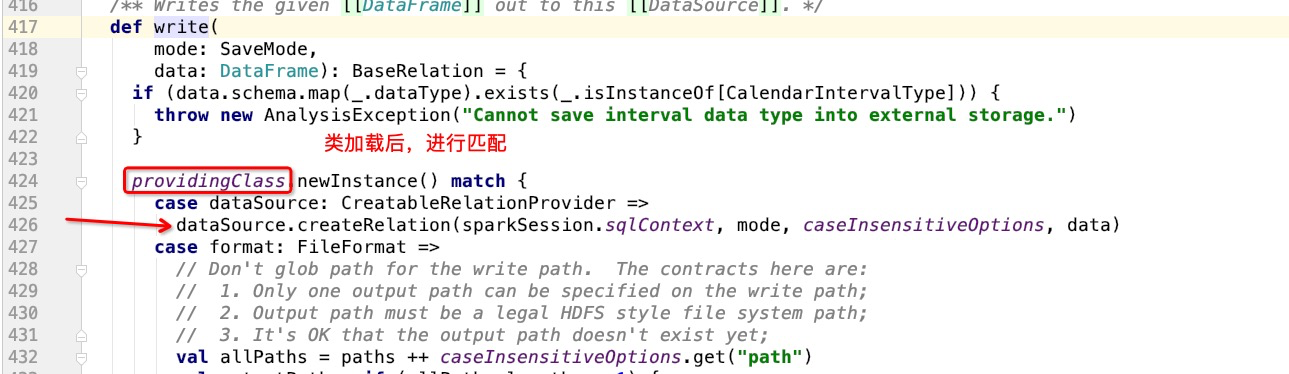 416 /** Writes the given [[DataFrame]] out to this [[DataSource]]. */
417 def write(
418 mode: SaveMode,
419 data: DataFrame): BaseRelation = {
420 if (data.schema.map(_.dataType).exists(_.isInstanceOf[CalendarIntervalType])) {
421 throw new AnalysisException("Cannot save interval data type into external storage.")
422 }
类加载后，进行匹配
423
424 providingClass.newInstance() match {
425 case dataSource: CreatableRelationProvider =>
426 dataSource.createRelation(sparkSession.sqlContext, mode, caseInsensitiveOptions, data)
427 case format: FileFormat =>
428 // Don't glob path for the write path.  The contracts here are:
429 //  1. Only one output path can be specified on the write path;
430 //  2. Output path must be a legal HDFS style file system path;
431 //  3. It's OK that the output path doesn't exist yet;
432 val allPaths = paths ++ caseInsensitiveOptions.get("path")